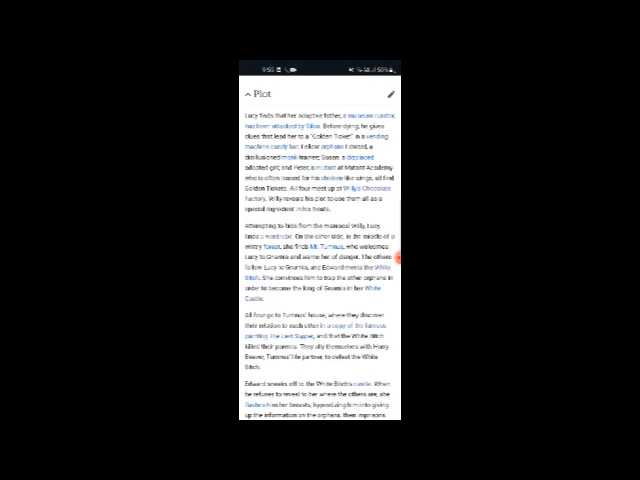 9:55
50%
Plot
Lucy finds that her adoptive father, a museum curator,
has been attacked by Silas. Before dying, he gives
clues that lead her to a "Golden Ticket" in a vending
machine candy bar. Fellow orphans Edward, a
disillusioned monk trainee; Susan, a displaced
adopted girl; and Peter, a mutant at Mutant Academy
who is often teased for his chicken like wings, all find
Golden Tickets. All four meet up at Willy's Chocolate
Factory. Willy reveals his plot to use them all as a
special ingredient in his treats.
Attempting to hide from the maniacal Willy, Lucy
finds a wardrobe. On the other side, in the middle of a
wintry forest, she finds Mr. Tumnus, who welcomes
Lucy to Gnarnia and warns her of danger. The others
follow Lucy to Gnarnia, and Edward meets the White
Bitch. She convinces him to trap the other orphans in
order to become the king of Gnarnia in her White
Castle.
All four go to Tumnus' house, where they discover
their relation to each other in a copy of the famous
painting The Last Supper, and that the White Bitch
killed their parents. They ally themselves with Harry
Beaver, Tumnus' life partner, to defeat the White
Bitch.
Edward sneaks off to the White Bitch's castle. When
he refuses to reveal to her where the others are, she
flashes him her breasts, hypnotizing him into giving
up the information on the orphans, then imprisons